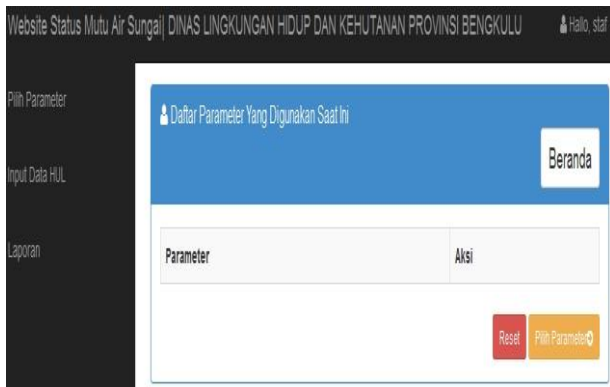 Website Status Mutu Air Sungai| DINAS LINGKUNGAN HIDUP DAN KEHUTANAN PROVINSI BENGKULU
Hallo, staf
Pilih Parameter
Input Data HUL
Laporan
Daftar Parameter Yang Digunakan Saat Ini
Beranda
Parameter Aksi
Reset Pilih Parameter